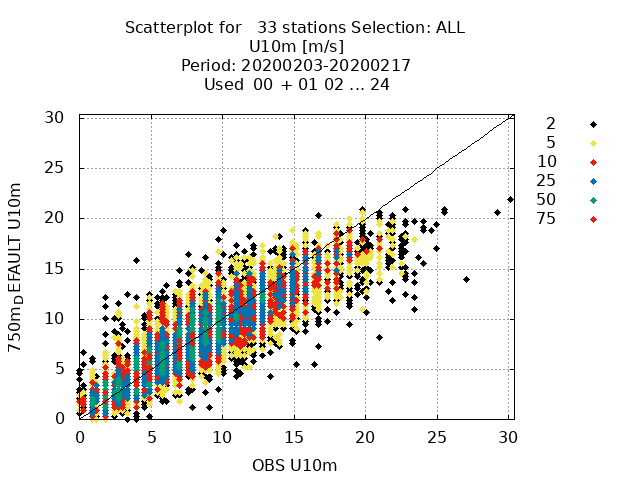 Scatterplot for 33 stations Selection: ALL
U10m [m/s]
Period: 20200203-20200217
Used 00 + 01 02 ... 24
30
25
20
15
10
5
0
750m_DEFAULT U10m
0 5 10 15 20 25 30
OBS U10m
2
5
10
25
50
75